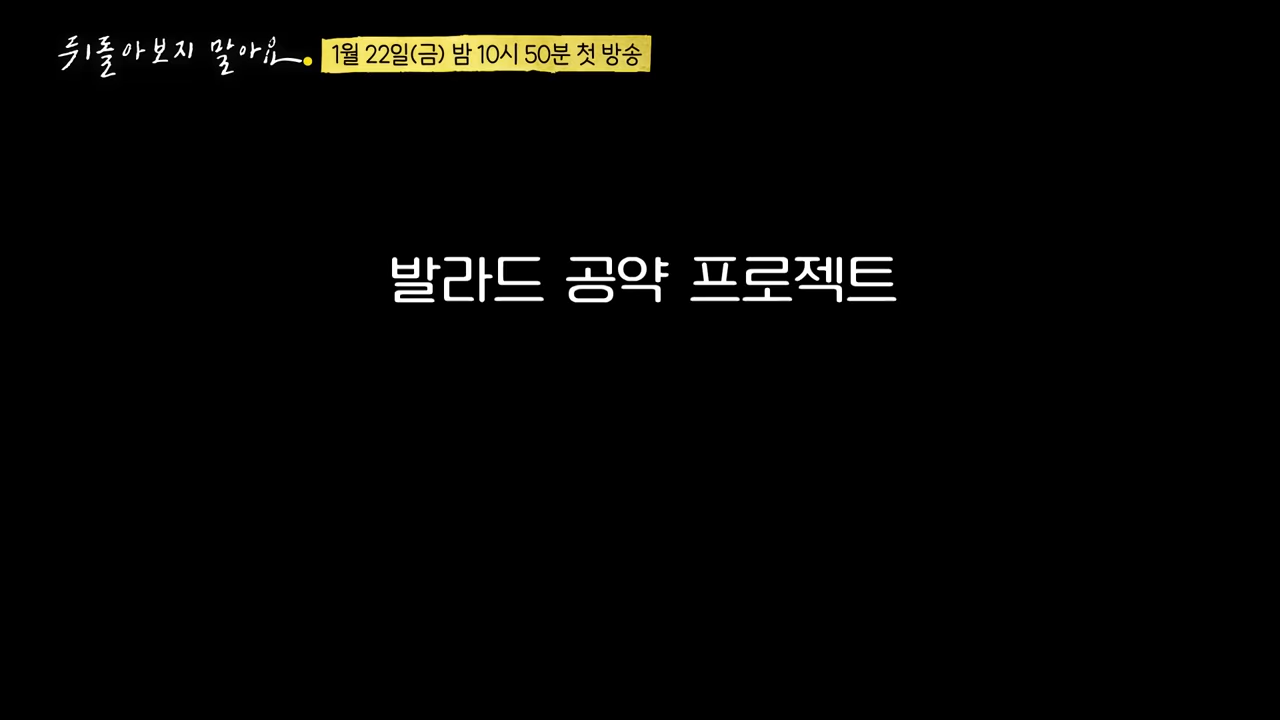 뒤돌아보지 말아요. 1월 22일(금) 밤 10시 50분 첫 방송
발라드 공약 프로젝트